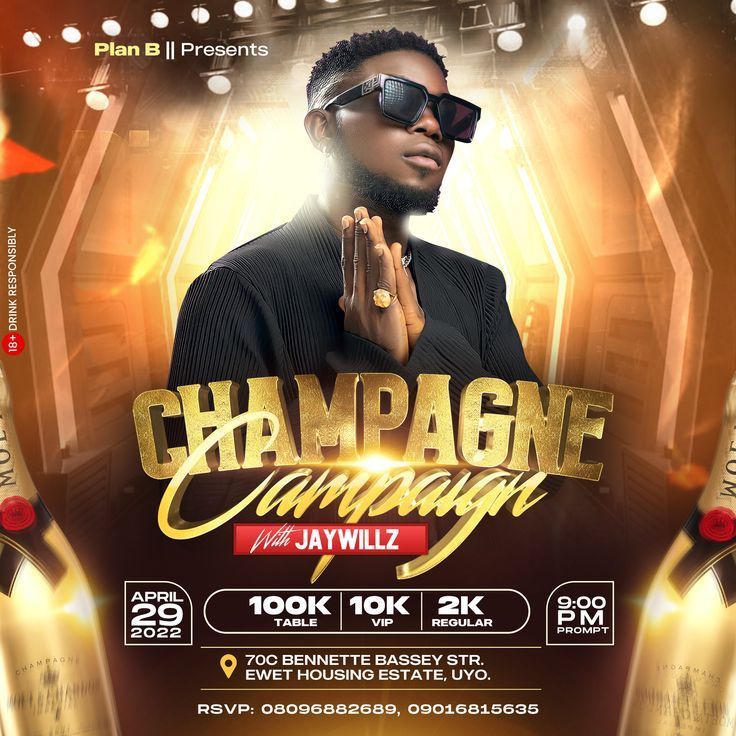 Plan B || Presents
18+ DRINK RESPONSIBLY
CHAMPAGNE
Campaign
With JAYWILLZ
APRIL
29
2022
100K
TABLE
10K
VIP
2K
REGULAR
9:00
PM
PROMPT
70C BENNETTE BASSEY STR.
EWET HOUSING ESTATE, UYO.
RSVP: 08096882689, 09016815635
CHAMPAGNE